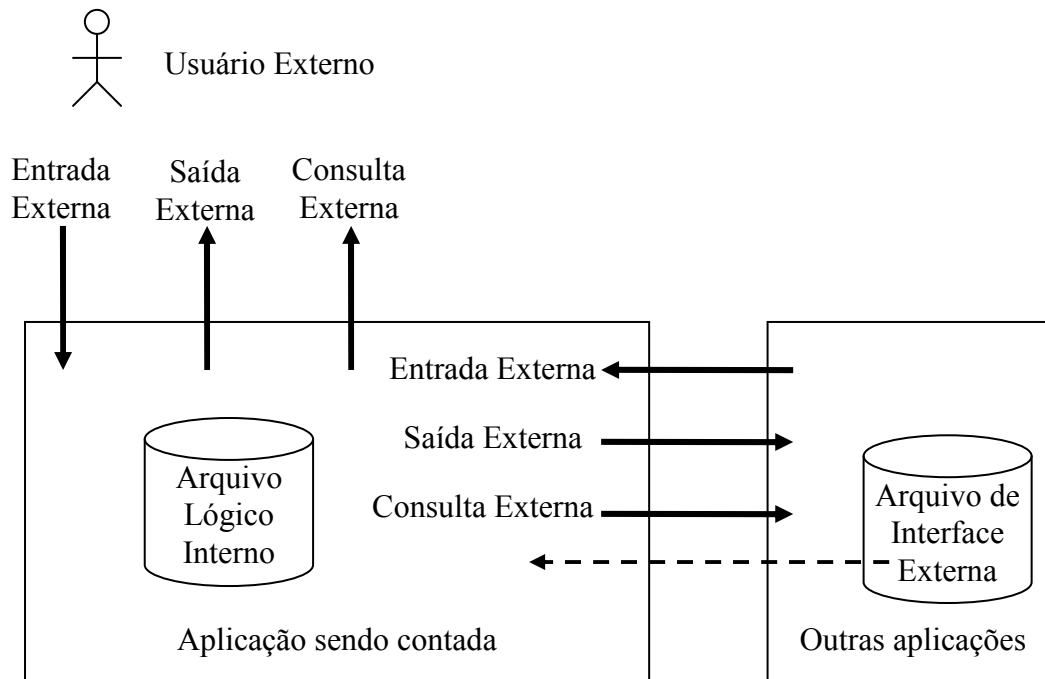 Usuário Externo
Entrada
Externa
Saída
Externa
Consulta
Externa
Entrada Externa
Saída Externa
Consulta Externa
Arquivo
Lógico
Interno
Arquivo de
Interface
Externa
Aplicação sendo contada
Outras aplicações